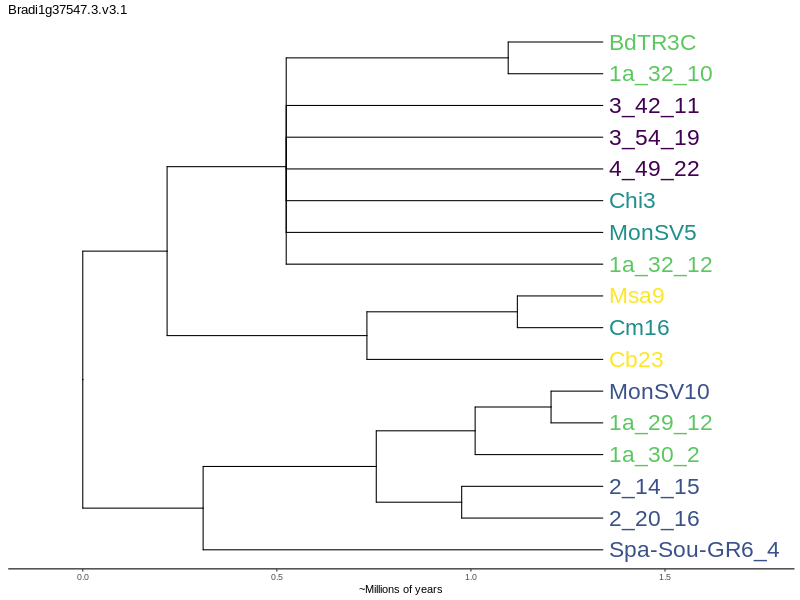 Bradi1g37547.3.v3.1
BdTR3C
1a_32_10
3_42_11
3_54_19
4_49_22
Chi3
MonSV5
1a_32_12
Msa9
Cm16
Cb23
MonSV10
1a_29_12
1a_30_2
2_14_15
2_20_16
Spa-Sou-GR6_4
0.0 0.5 1.0 1.5
~Millions of years